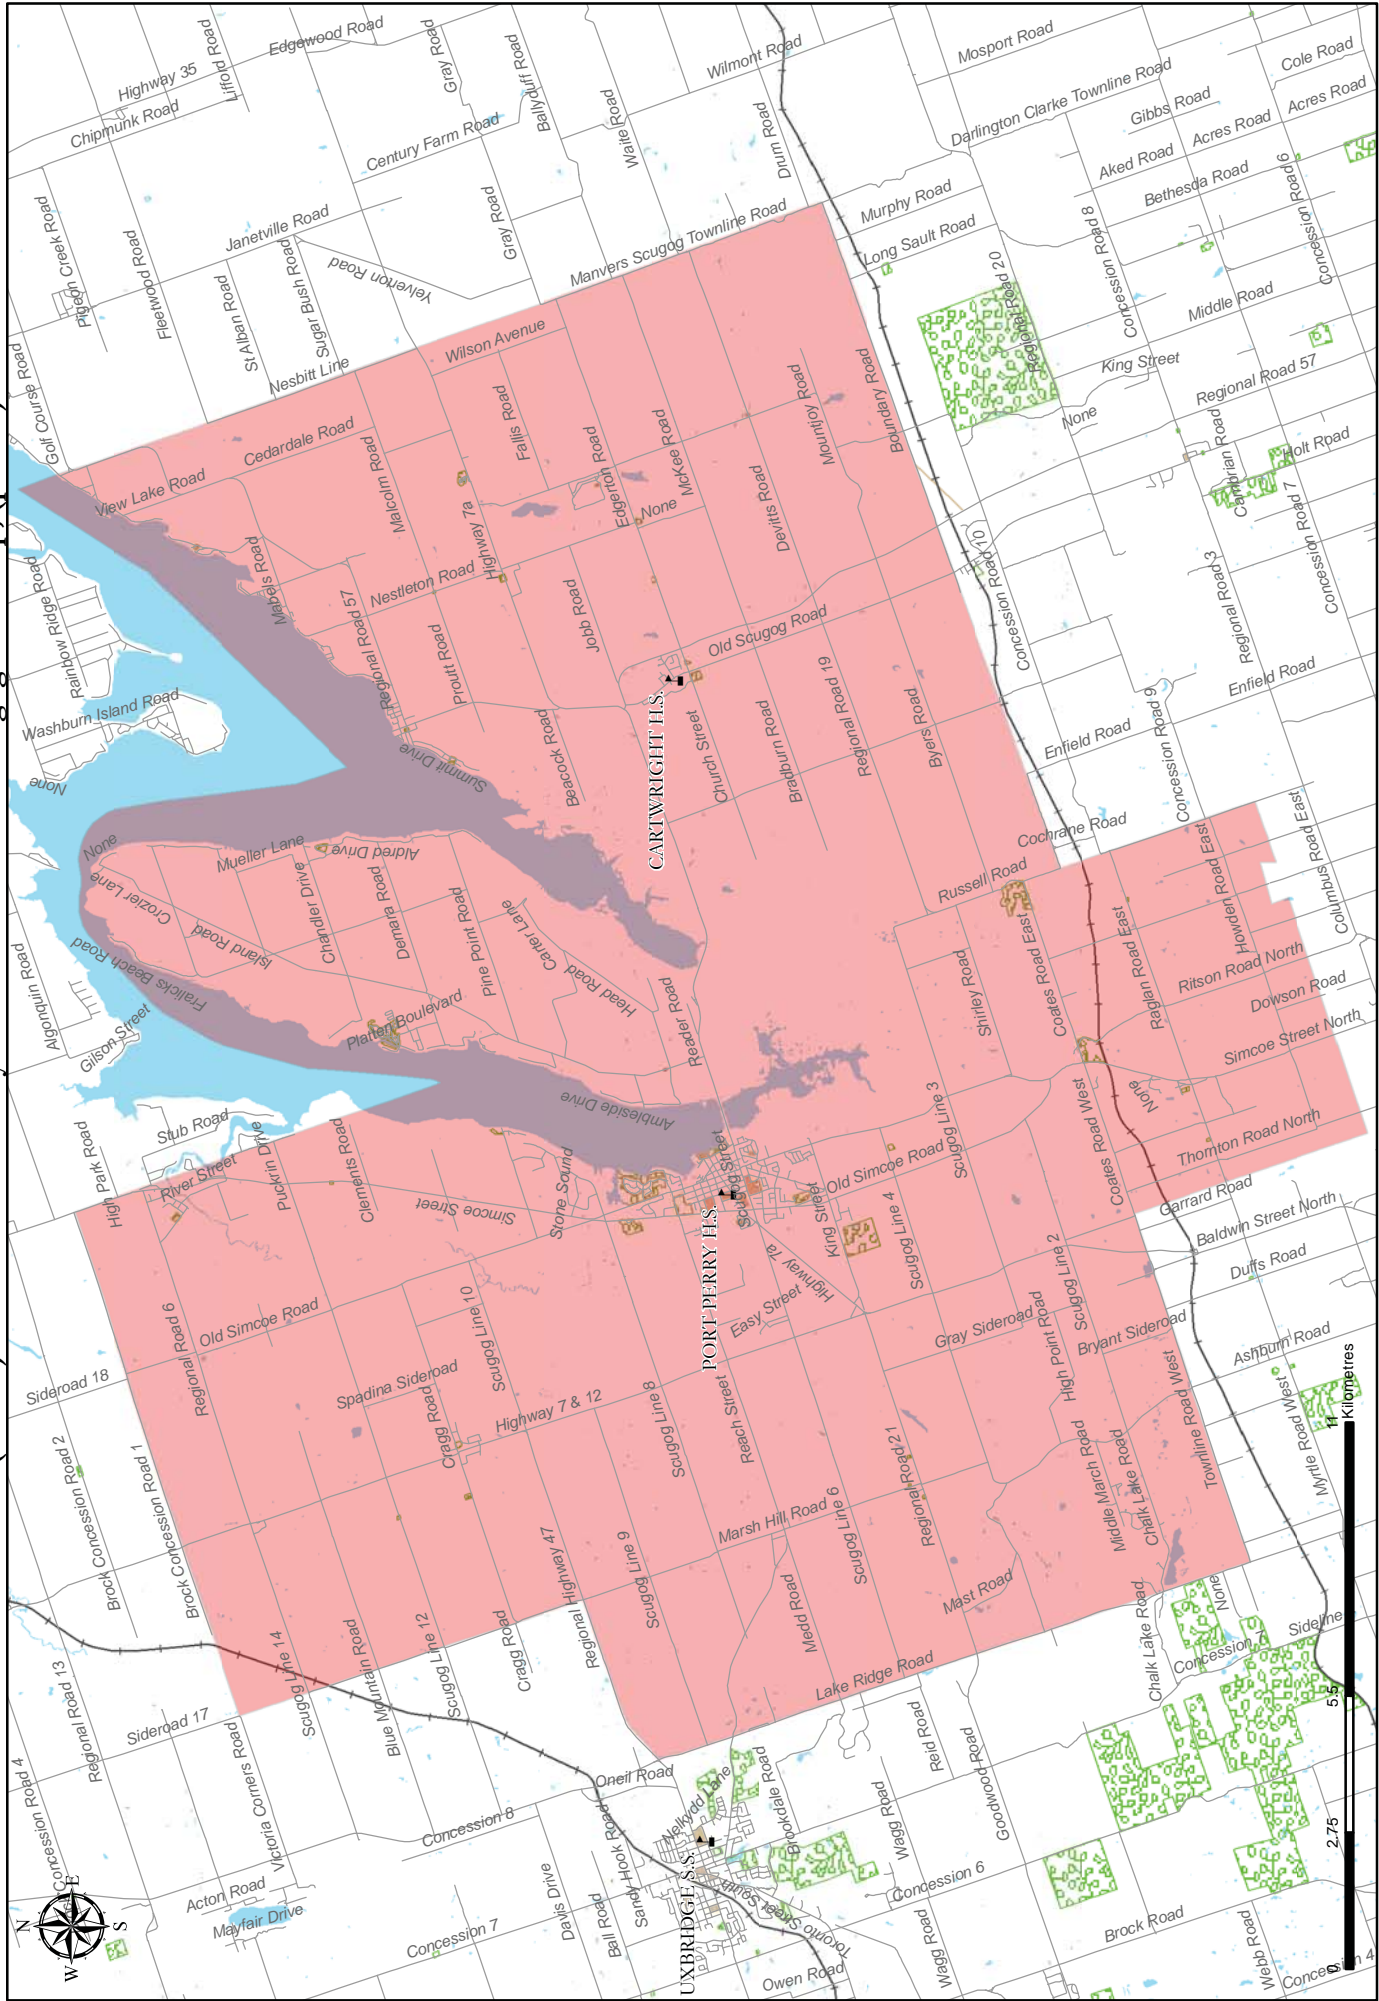 Edgewood Road
Highway 35
Lifford Road
Gray Road
Chipmunk Road
Ballyduff Road
Wilmont Road
Mosport Road
Cole Road
Century Farm Road
Waite Road
Drum Road
Darlington Clarke Townline Road
Gibbs Road
Acres Road
Acres Road
Aked Road
Bethesda Road
Concession Road 6
Pigeon Creek Road
Fleetwood Road
Janetville Road
Gray Road
Murphy Road
Manvers Scugog Townline Road
Long Sault Road
Concession Road 8
Concession Road
St Alban Road
Sugar Bush Road
Yelverton Road
Regional Road 20
Middle Road
Golf Course Road
Nesbitt Line
Wilson Avenue
King Street
Regional Road 57
Fallis Road
Mountjoy Road
Boundary Road
None
Cedardale Road
Malcolm Road
Edgerton Road
McKee Road
Cambrian Road
Holt Road
View Lake Road
Highway 7a
None
Devitts Road
Concession Road 7
Rainbow Ridge Road
Mabels Road
Nestleton Road
Regional Road 57
Jobb Road
Old Scugog Road
Concession Road 10
Regional Road 3
Proutt Road
Enfield Road
Washburn Island Road
CARTWRIGHT H.S.
Church Street
Bradburn Road
Regional Road 19
Byers Road
Enfield Road
Concession Road 9
None
Summit Drive
Beacock Road
Cochrane Road
Russell Road
Howden Road East
Columbus Road East
None
Mueller Lane
Aldred Drive
Crozier Lane
Chandler Drive
Demara Road
Pine Point Road
Carter Lane
Island Road
Head Road
Algonquin Road
Fralicks Beach Road
Gilson Street
Platten Boulevard
Reader Road
Shirley Road
Coates Road East
Raglan Road East
Ritson Road North
Dowson Road
Simcoe Street North
Ambleside Drive
Stub Road
High Park Road
River Street
Puckrin Drive
Clements Road
Simcoe Street
Stone Sound
Scugog Street
Old Simcoe Road
Scugog Line 3
Coates Road West
None
Thornton Road North
Garrard Road
Baldwin Street North
Duffs Road
PORT PERRY H.S.
King Street
Highway 7a
Easy Street
Scugog Line 4
Scugog Line 2
Gray Sideroad
High Point Road
Bryant Sideroad
Ashburn Road
Regional Road 6
Old Simcoe Road
Scugog Line 10
Sideroad 18
Spadina Sideroad
Cragg Road
Highway 7 & 12
Scugog Line 8
Reach Street
Townline Road West
Myrtle Road West
Brock Concession Road 2
Brock Concession Road 1
Marsh Hill Road
Scugog Line 6
Regional Road 21
Middle March Road
Chalk Lake Road
Regional Highway 47
Scugog Line 9
Medd Road
Mast Road
Scugog Line 14
Blue Mountain Road
Scugog Line 12
Cragg Road
Lake Ridge Road
Chalk Lake Road
None
Sideline
Regional Road 13
Sideroad 17
Victoria Corners Road
Concession Road 4
Oneil Road
Nelkydd Lane
Brookdale Road
Reid Road
Goodwood Road
Concession 8
Wagg Road
Acton Road
Mayfair Drive
Concession 7
Davis Drive
Ball Road
Sandy Hook Road
UXBRIDGE S.S.
Toronto Street South
Owen Road
Wagg Road
Concession 6
Brock Road
Webb Road
Concession 4
N
E
S
W
0
2.75
5.5
11
Kilometres